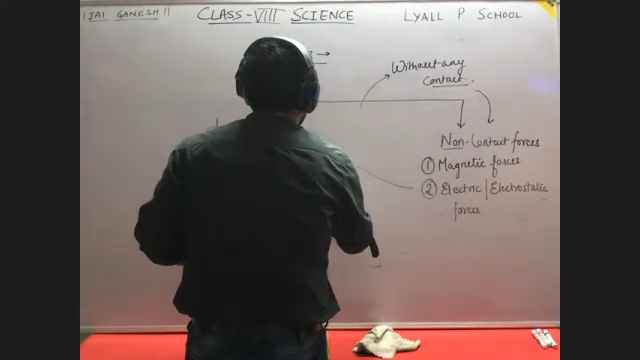 || JAI GANESH ||
CLASS-VIII SCIENCE
LYALL P SCHOOL
Without any
contact.
Non-Contact forces
① Magnetic forces
② Electric | Electrostatic
forces.